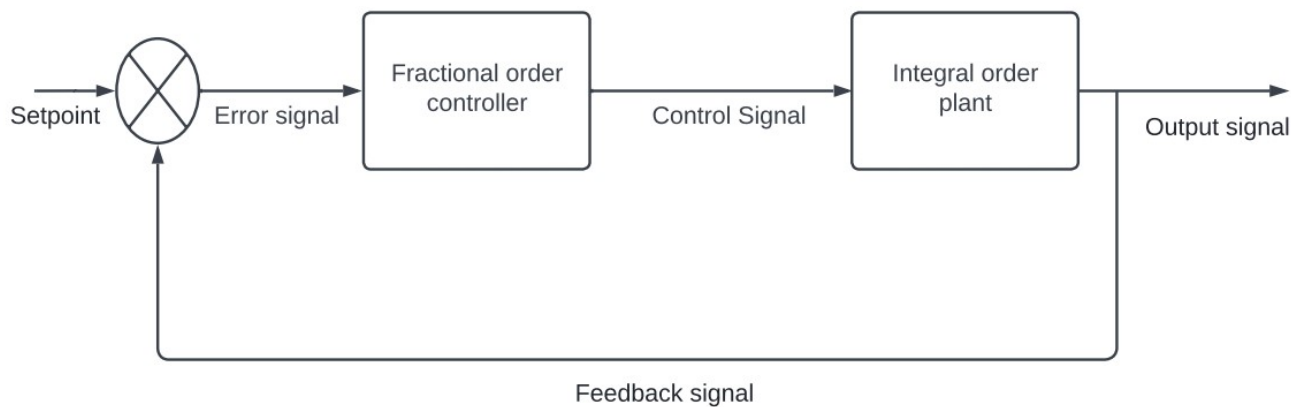 Setpoint
Error signal
Fractional order
controller
Control Signal
Integral order
plant
Output signal
Feedback signal